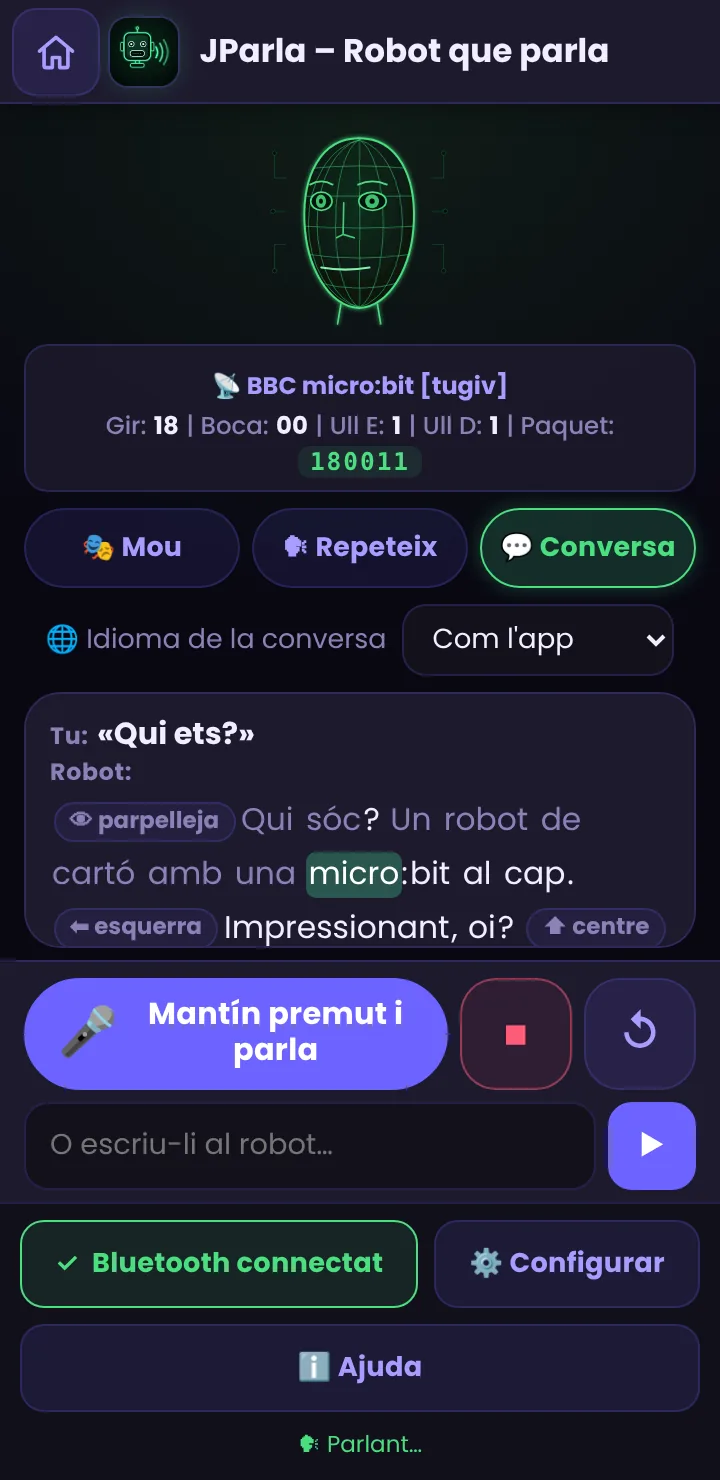 JParla – Robot que parla
📡 BBC micro:bit [tugiv]
Gir: 18 | Boca: 00 | Ull E: 1 | Ull D: 1 | Paquet:
180011
🎭 Mou
🗣 Repeteix
💬 Conversa
🌐 Idioma de la conversa
Com l'app
Tu: «Qui ets?»
Robot:
👁 parpelleja Qui sóc? Un robot de
cartó amb una micro:bit al cap.
⬅ esquerra Impressionant, oi? ⬆ centre
🎤 Mantín premut i
parla
O escriu-li al robot...
✓ Bluetooth connectat
⚙️ Configurar
ℹ️ Ajuda
🗣 Parlant...